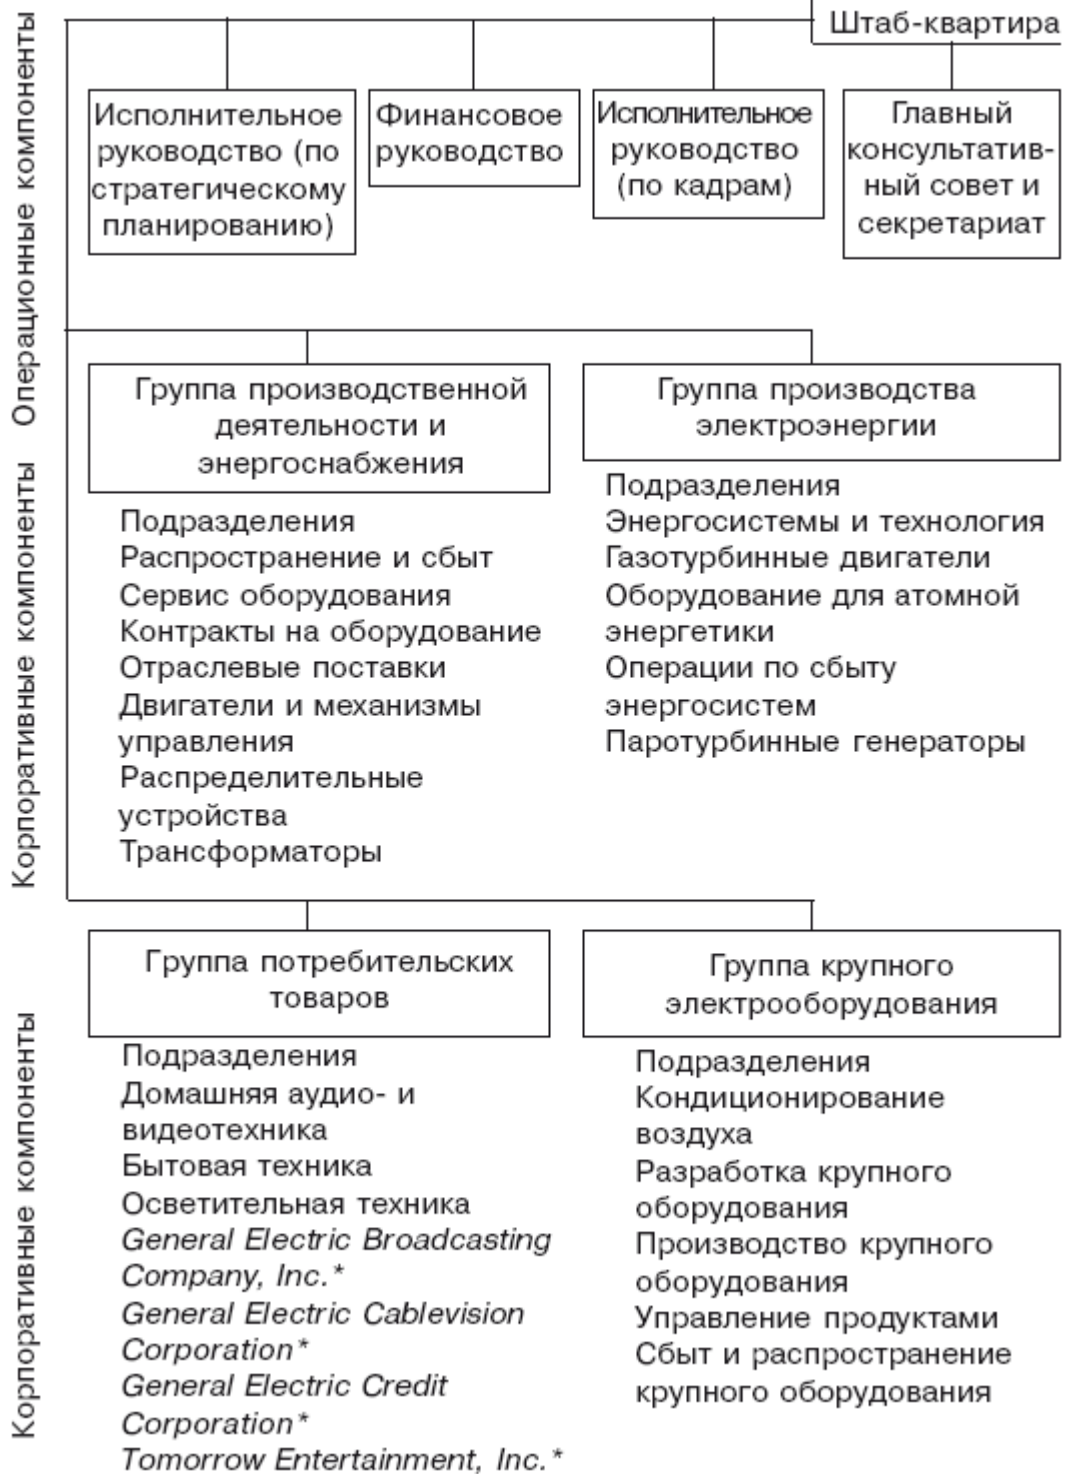 Штаб-квартира
Операционные компоненты
Исполнительное
руководство (по
стратегическому
планированию)
Финансовое
руководство
Исполнительное
руководство
(по кадрам)
Главный
консультатив-
ный совет и
секретариат
Корпоративные компоненты
Группа производственной
деятельности и
энергоснабжения
Подразделения
Распространение и сбыт
Сервис оборудования
Контракты на оборудование
Отраслевые поставки
Двигатели и механизмы
управления
Распределительные
устройства
Трансформаторы
Группа производства
электроэнергии
Подразделения
Энергосистемы и технология
Газотурбинные двигатели
Оборудование для атомной
энергетики
Операции по сбыту
энергосистем
Паротурбинные генераторы
Корпоративные компоненты
Группа потребительских
товаров
Подразделения
Домашняя аудио- и
видеотехника
Бытовая техника
Осветительная техника
General Electric Broadcasting
Company, Inc.*
General Electric Cablevision
Corporation*
General Electric Credit
Corporation*
Tomorrow Entertainment, Inc.*
Группа крупного
электрооборудования
Подразделения
Кондиционирование
воздуха
Разработка крупного
оборудования
Производство крупного
оборудования
Управление продуктами
Сбыт и распространение
крупного оборудования